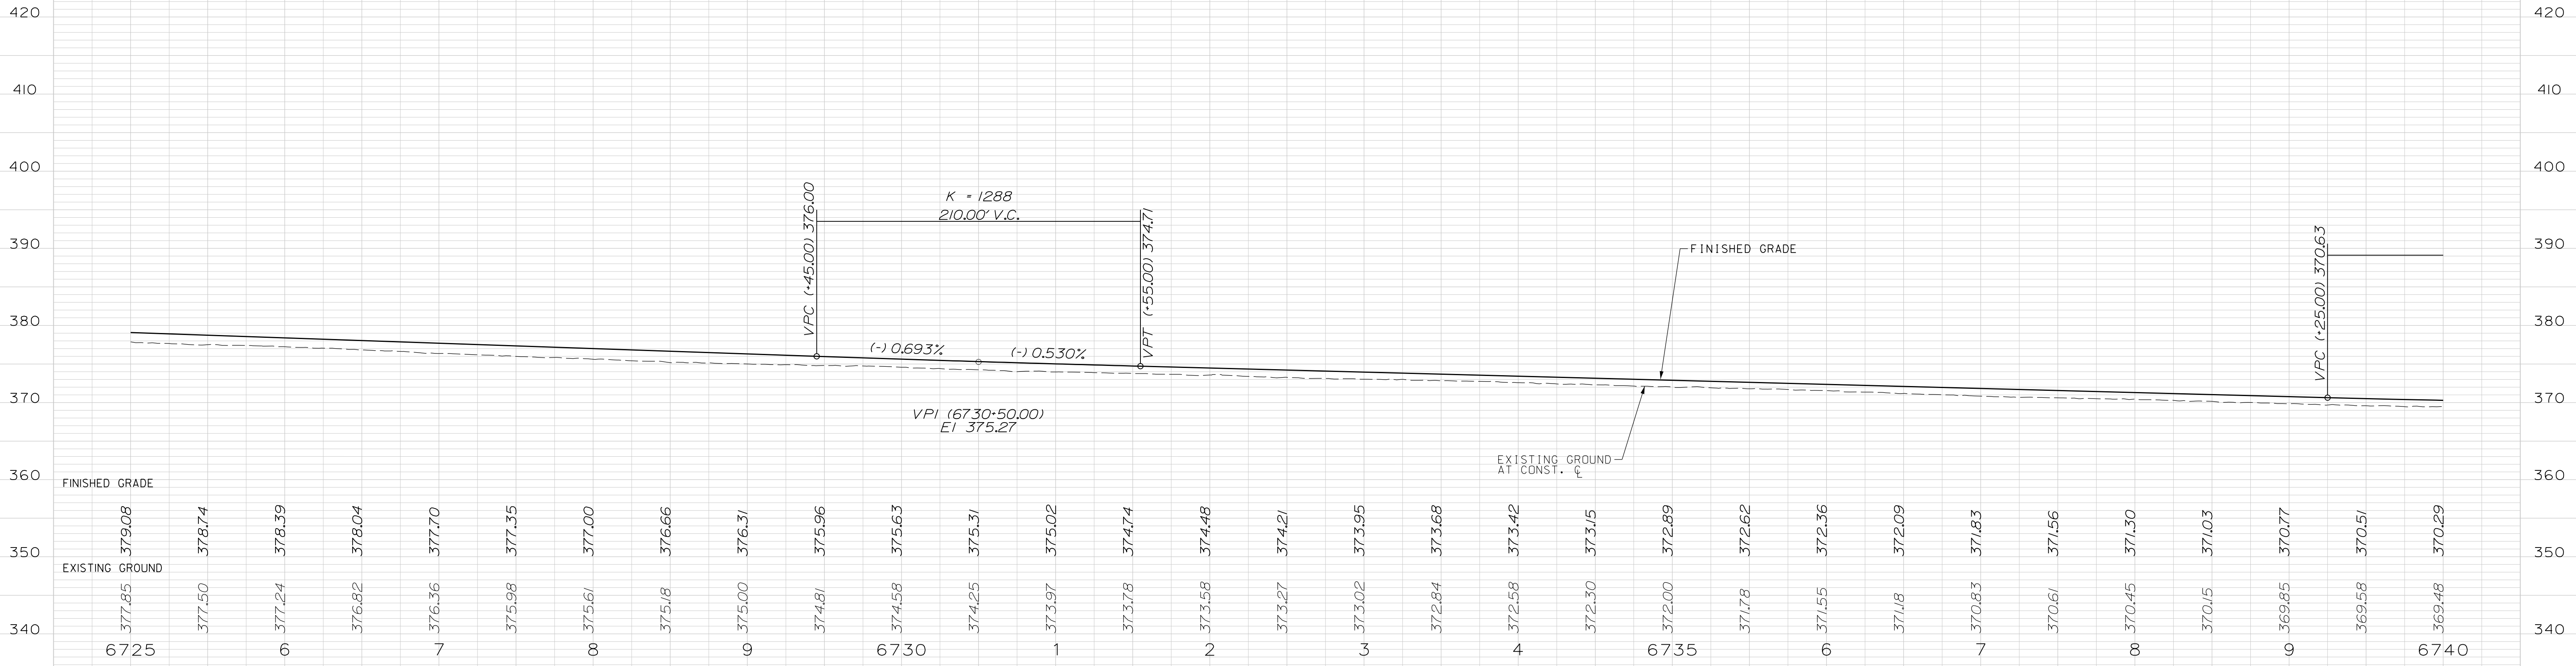 420 420
410 410
400 400
390 390
380 380
370 370
360 360
350 350
340 340
K = 1288
210.00' V.C.
VPC (+45.00) 376.00
VPT (+55.00) 374.71
(-) 0.693%
(-) 0.530%
VPI (6730+50.00)
El 375.27
FINISHED GRADE
EXISTING GROUND
AT CONST. ℄
VPC (+25.00) 370.63
FINISHED GRADE
379.08 378.74 378.39 378.04 377.70 377.35 377.00 376.66 376.31 375.96 375.63 375.31 375.02 374.74 374.48 374.21 373.95 373.68 373.42 373.15 372.89 372.62 372.36 372.09 371.83 371.56 371.30 371.03 370.77 370.51 370.29
EXISTING GROUND
377.85 377.50 377.24 376.82 376.36 375.98 375.61 375.18 375.00 374.81 374.58 374.25 373.97 373.78 373.58 373.27 373.02 372.84 372.58 372.30 372.00 371.78 371.55 371.18 370.83 370.61 370.45 370.15 369.85 369.58 369.48
6725 6 7 8 9 6730 1 2 3 4 6735 6 7 8 9 6740